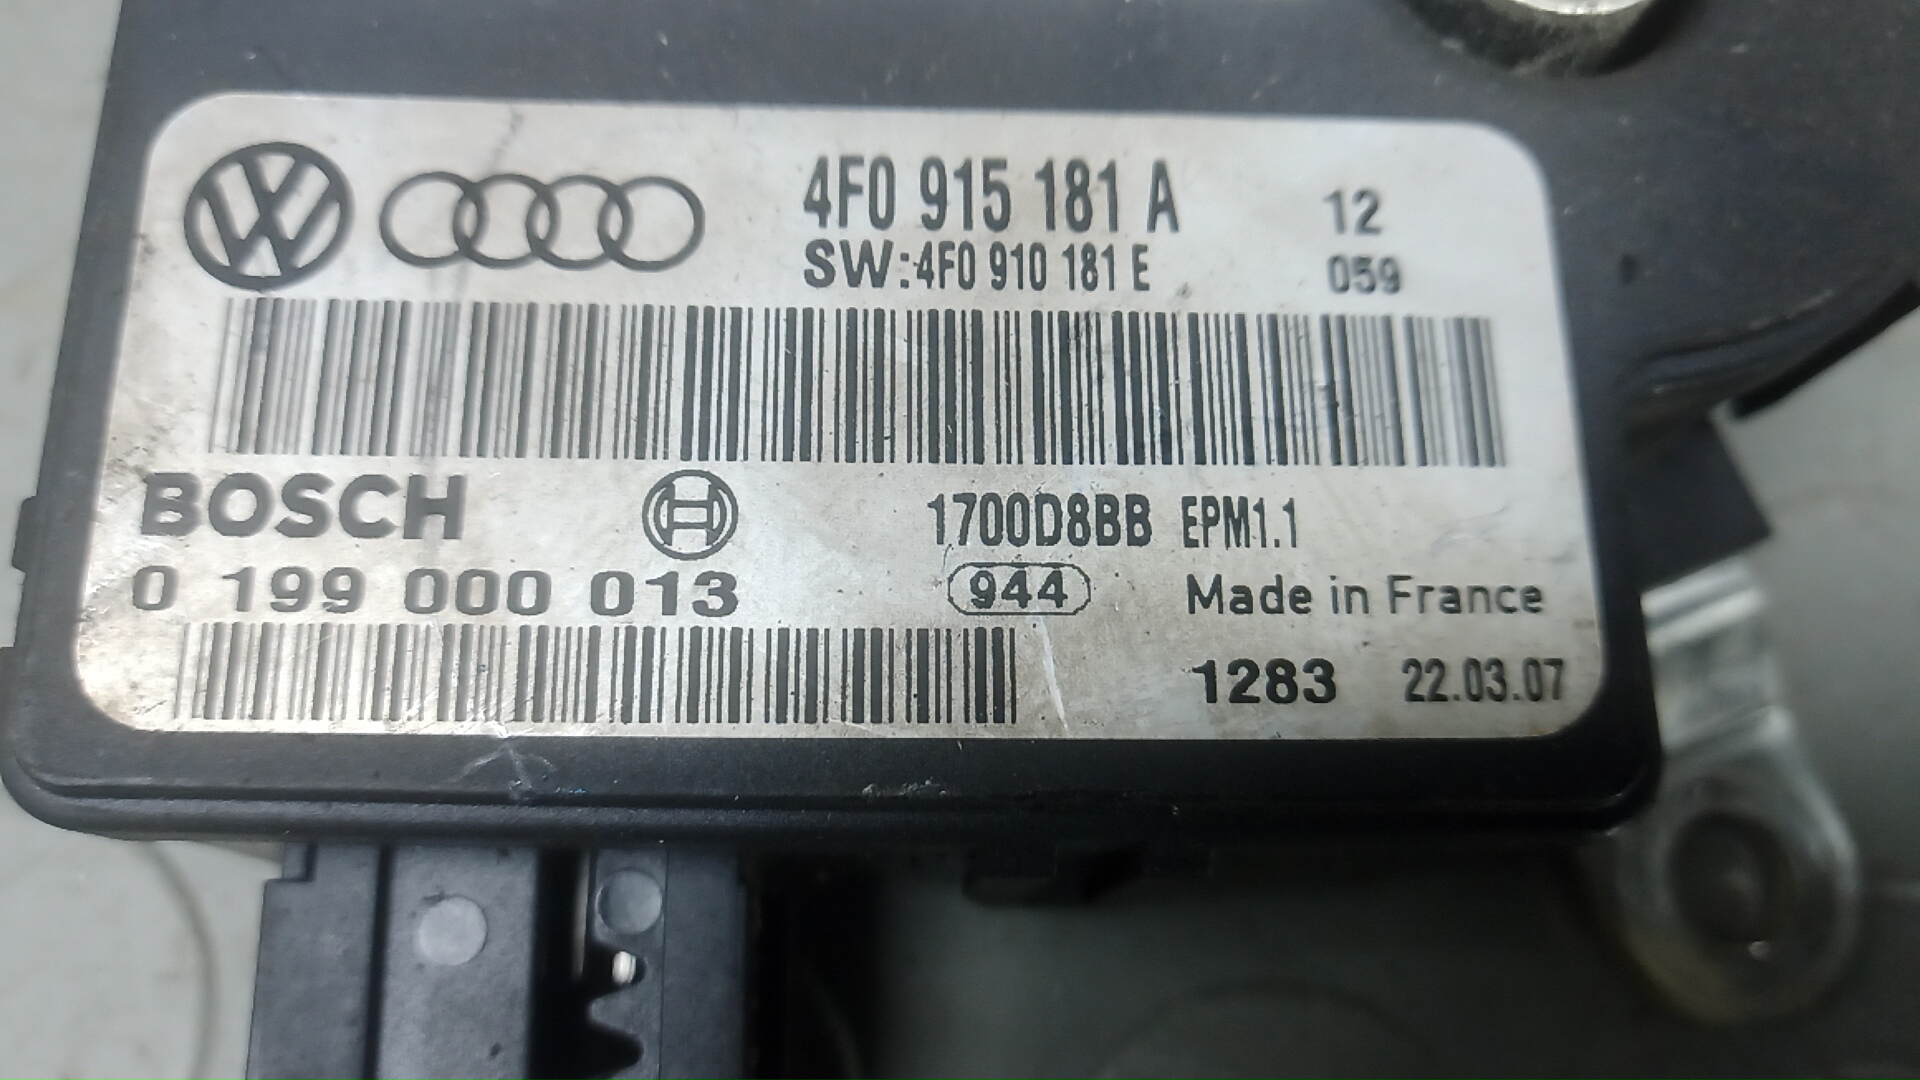 4F0 915 181 A 12
SW:4F0 910 181 E 059
BOSCH 1700D8BB EPM1.1
0 199 000 013 944 Made in France
1283 22.03.07